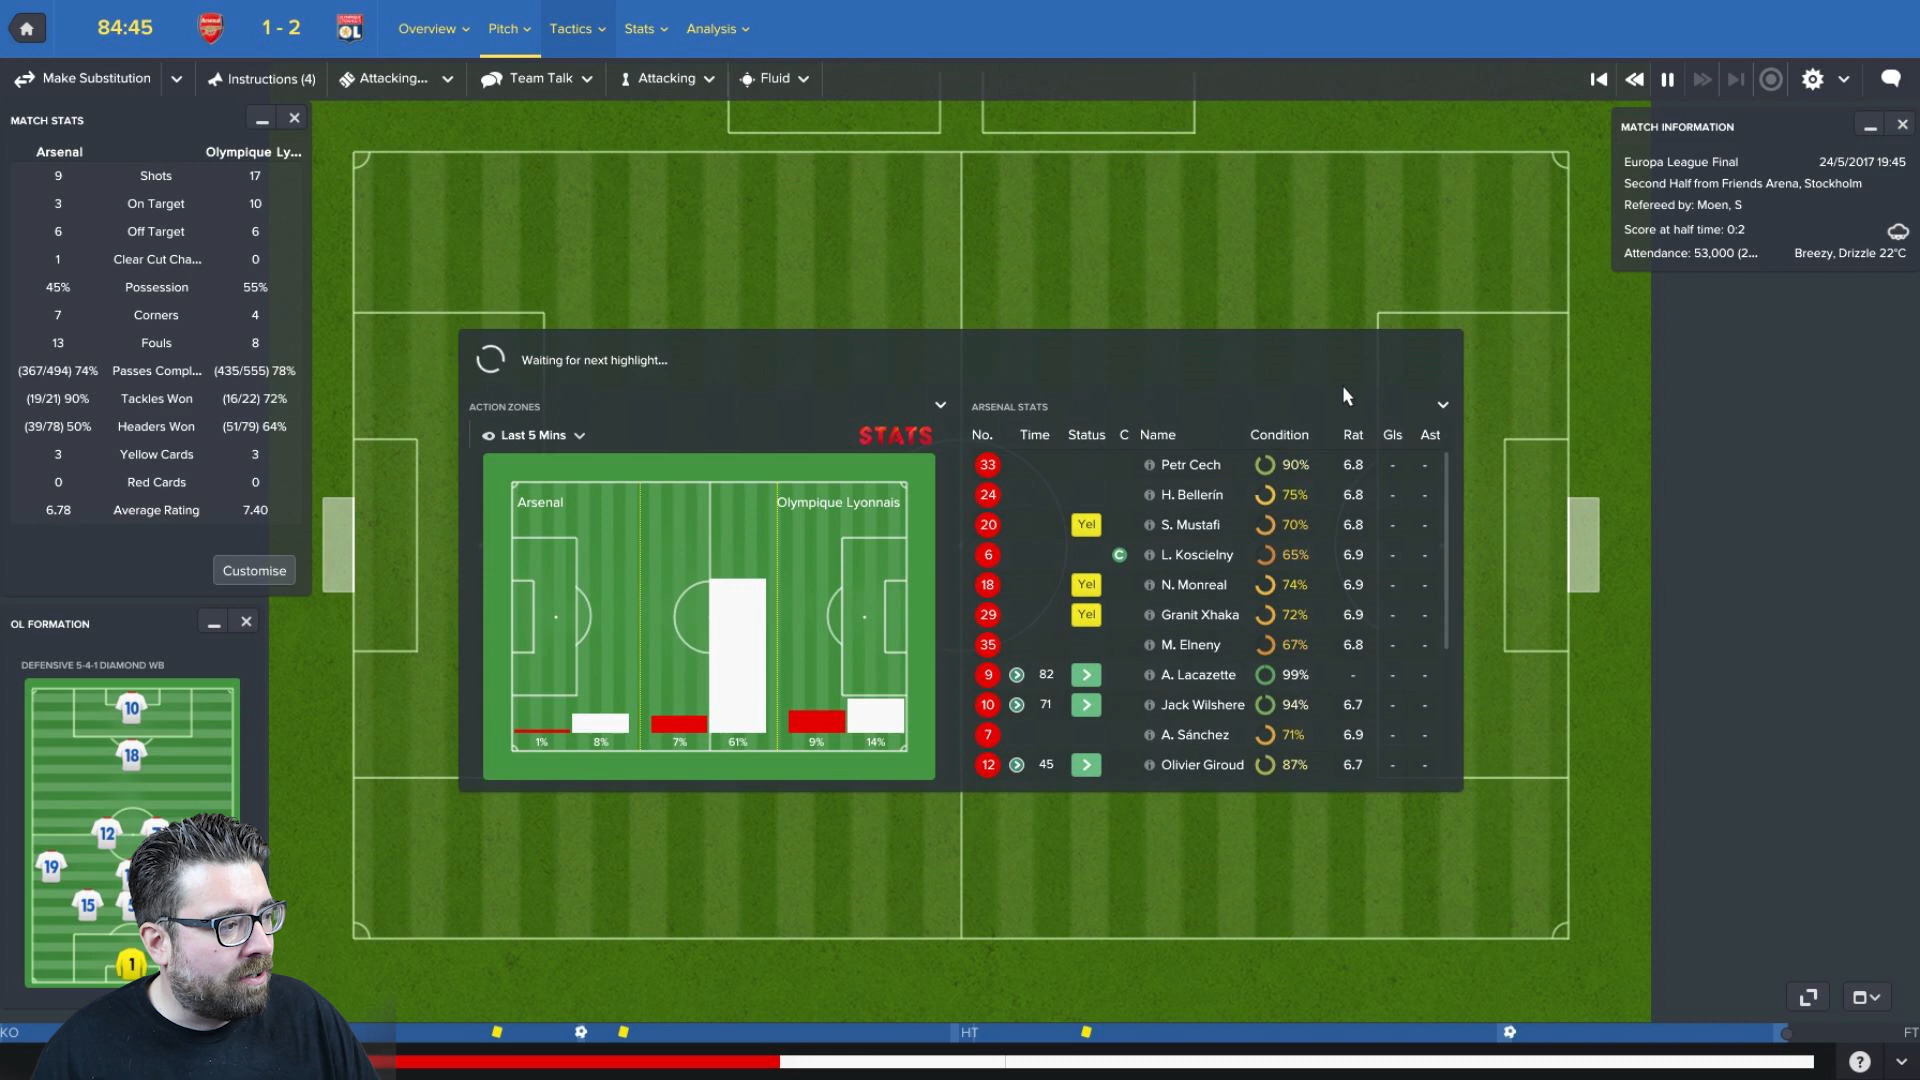 84:45 Arsenal 1 - 2 OLYMPIQUE LYONNAIS OL Overview Pitch Tactics Stats Analysis
Make Substitution Instructions (4) Attacking... Team Talk Attacking Fluid
MATCH STATS
Arsenal Olympique Ly...
9 Shots 17
3 On Target 10
6 Off Target 6
1 Clear Cut Cha... 0
45% Possession 55%
7 Corners 4
13 Fouls 8
(367/494) 74% Passes Compl... (435/555) 78%
(19/21) 90% Tackles Won (16/22) 72%
(39/78) 50% Headers Won (51/79) 64%
3 Yellow Cards 3
0 Red Cards 0
6.78 Average Rating 7.40
Customise
OL FORMATION
DEFENSIVE 5-4-1 DIAMOND WB
10
18
12
19
15
1
Waiting for next highlight...
ACTION ZONES
Last 5 Mins STATS
Arsenal Olympique Lyonnais
1% 8% 7% 61% 9% 14%
ARSENAL STATS
No. Time Status C Name Condition Rat Gls Ast
33 Petr Cech 90% 6.8 - -
24 H. Bellerín 75% 6.8 - -
20 Yel S. Mustafi 70% 6.8 - -
6 C L. Koscielny 65% 6.9 - -
18 Yel N. Monreal 74% 6.9 - -
29 Yel Granit Xhaka 72% 6.9 - -
35 M. Elneny 67% 6.8 - -
9 82 A. Lacazette 99% - - -
10 71 Jack Wilshere 94% 6.7 - -
7 A. Sánchez 71% 6.9 - -
12 45 Olivier Giroud 87% 6.7 - -
MATCH INFORMATION
Europa League Final 24/5/2017 19:45
Second Half from Friends Arena, Stockholm
Refereed by: Moen, S
Score at half time: 0:2
Attendance: 53,000 (2... Breezy, Drizzle 22°C
KO HT FT
?